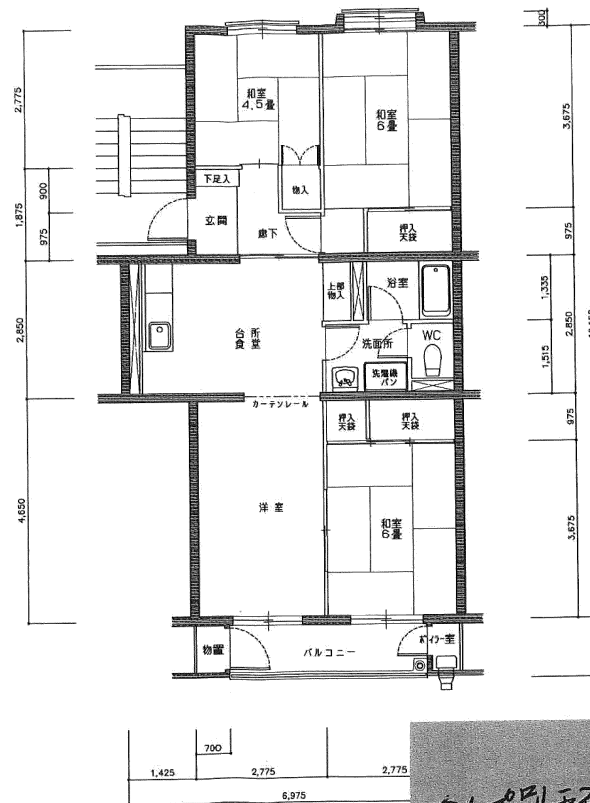 300
2,775
900
1,875
975
2,850
4,650
和室
4.5畳
和室
6畳
3,675
下足入
物入
玄関
廊下
押入
天袋
975
上部
物入
浴室
1,335
2,850
台所
食堂
洗面所
WC
1,515
洗濯機
パン
カーテンレール
押入
天袋
押入
天袋
975
洋室
和室
6畳
3,675
物置
バルコニー
ボイラー室
700
1,425
2,775
2,775
6,975